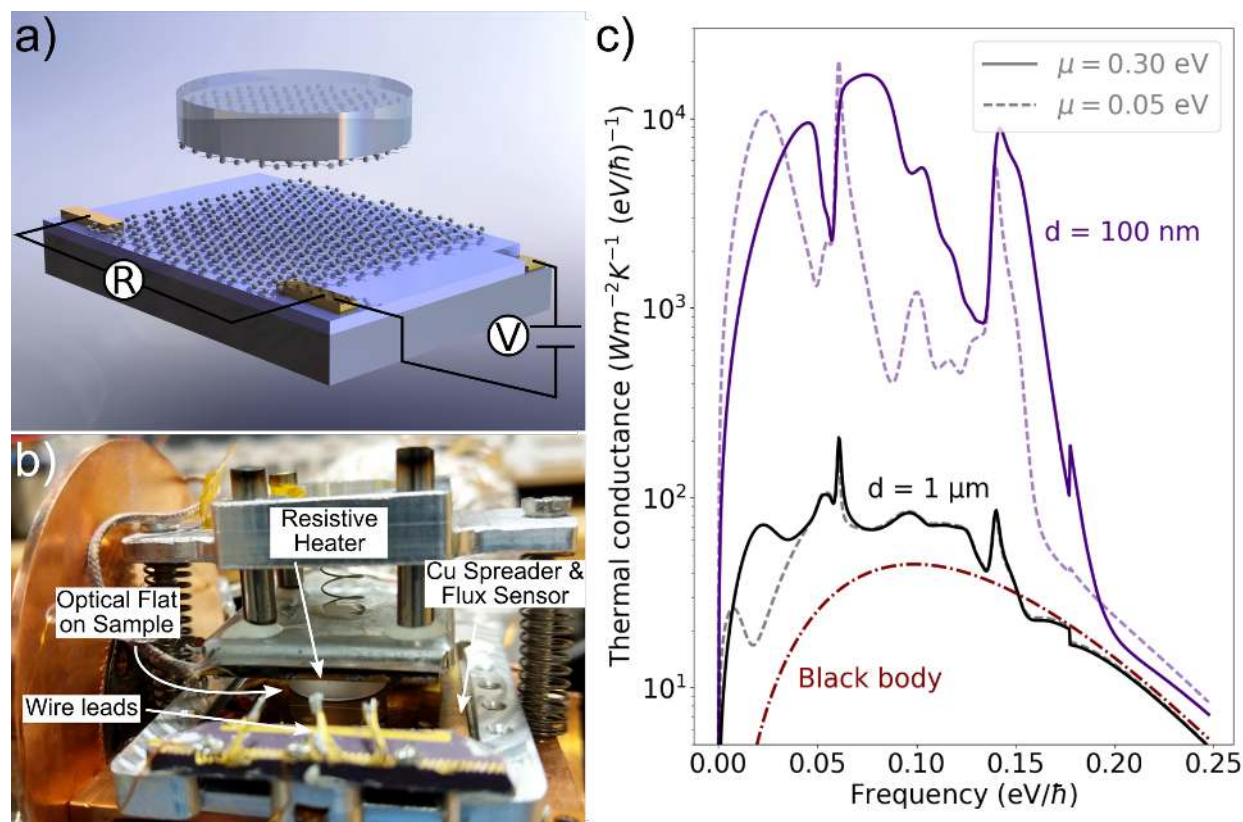 a)
R
V
b)
Resistive
Heater
Cu Spreader &
Flux Sensor
Optical Flat
on Sample
Wire leads
c)
Thermal conductance (Wm⁻²K⁻¹ (eV/ħ)⁻¹)
10⁴
10³
10²
10¹
μ = 0.30 eV
μ = 0.05 eV
d = 100 nm
d = 1 μm
Black body
0.00 0.05 0.10 0.15 0.20 0.25
Frequency (eV/ħ)